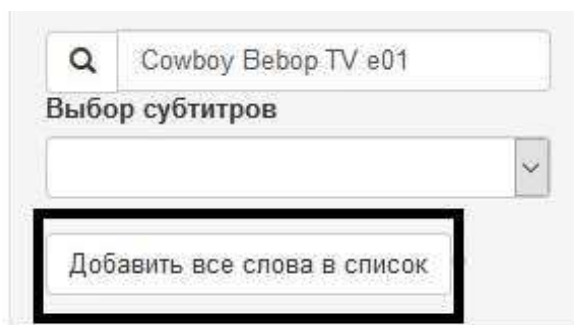 Cowboy Bebop TV e01
Выбор субтитров
Добавить все слова в список